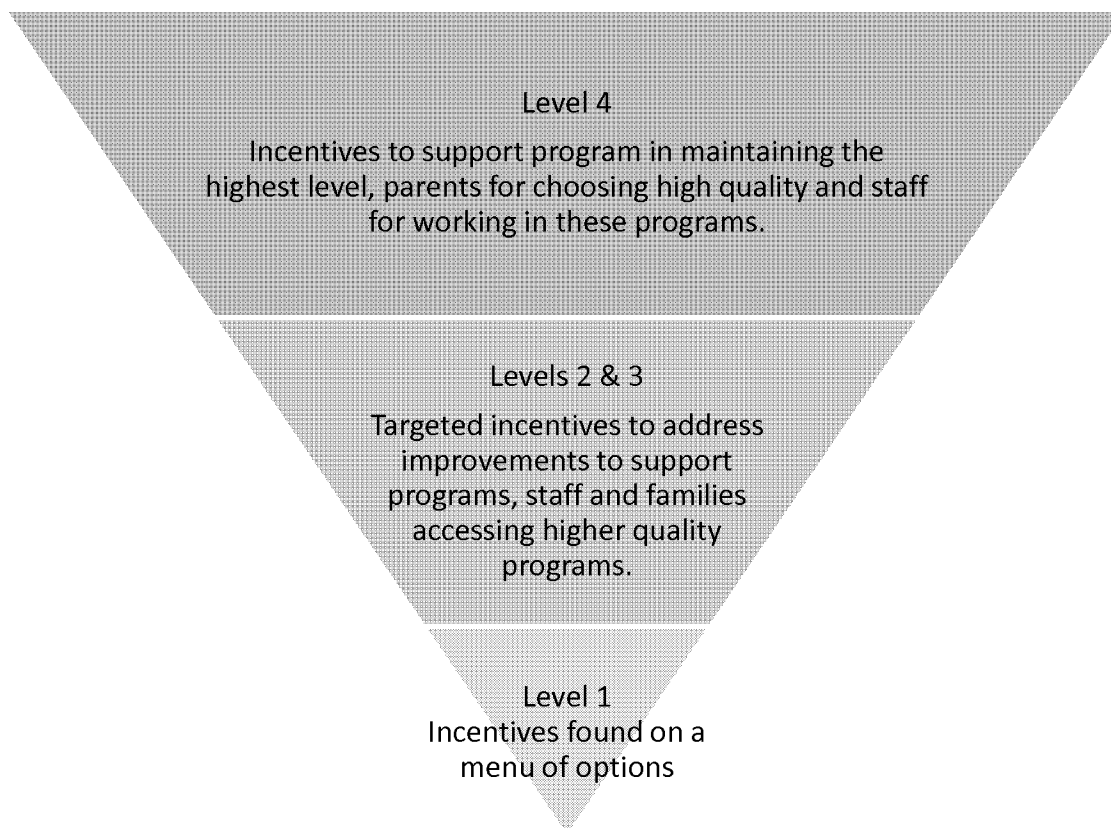 Level 4
Incentives to support program in maintaining the
highest level, parents for choosing high quality and staff
for working in these programs.
Levels 2 & 3
Targeted incentives to address
improvements to support
programs, staff and families
accessing higher quality
programs.
Level 1
Incentives found on a
menu of options